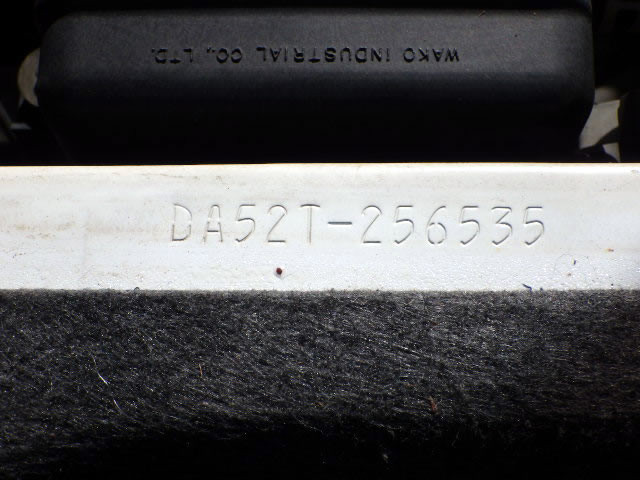 WAKO INDUSTRIAL CO., LTD.
DA52T-256535